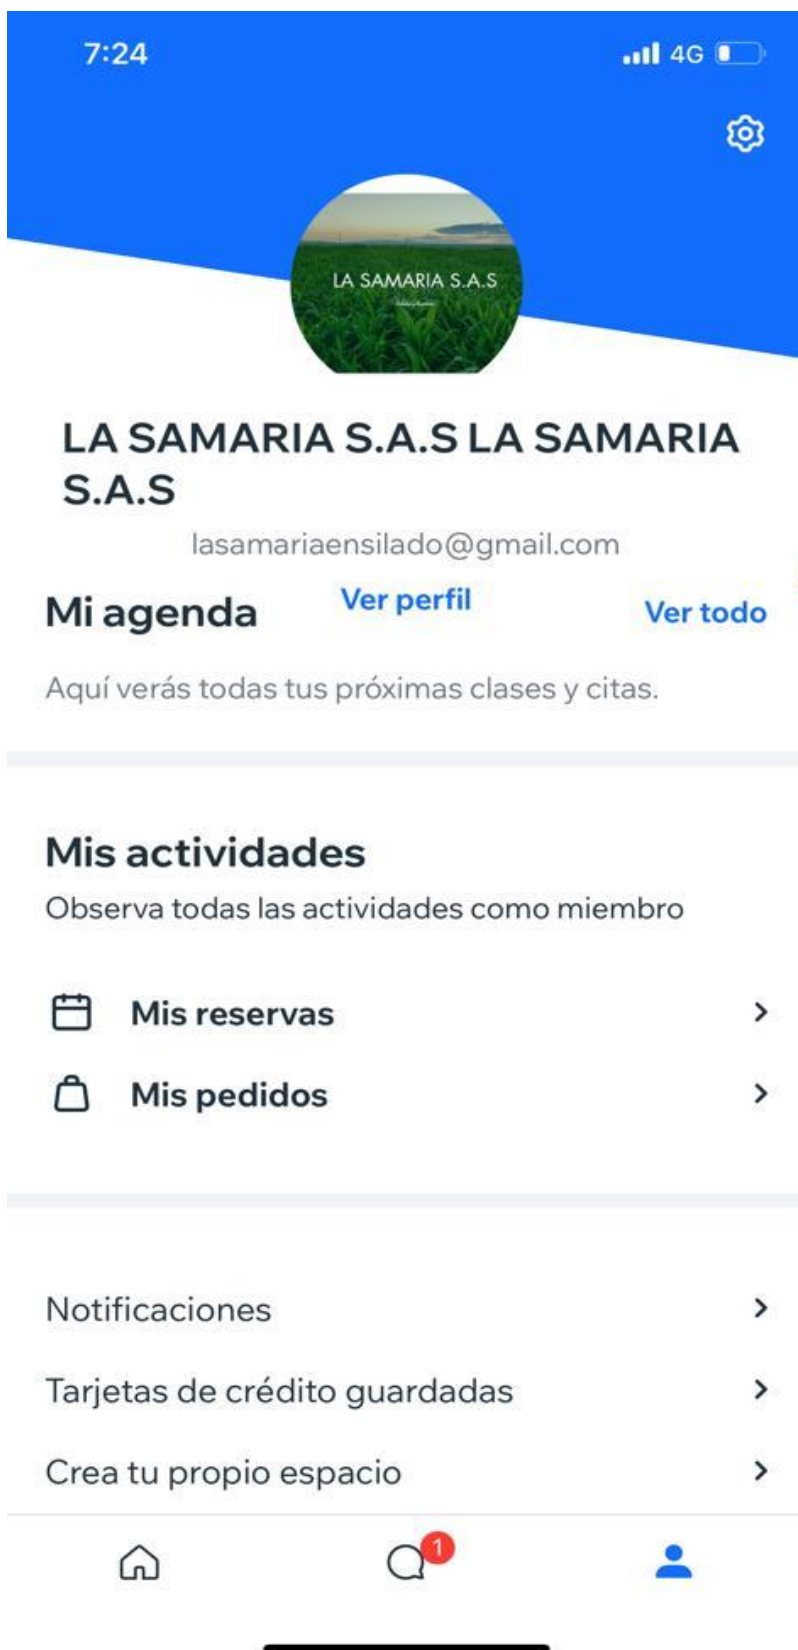 7:24
4G
LA SAMARIA S.A.S
LA SAMARIA S.A.S LA SAMARIA
S.A.S
lasamariaensilado@gmail.com
Mi agenda
Ver perfil
Ver todo
Aquí verás todas tus próximas clases y citas.
Mis actividades
Observa todas las actividades como miembro
Mis reservas
Mis pedidos
Notificaciones
Tarjetas de crédito guardadas
Crea tu propio espacio
1